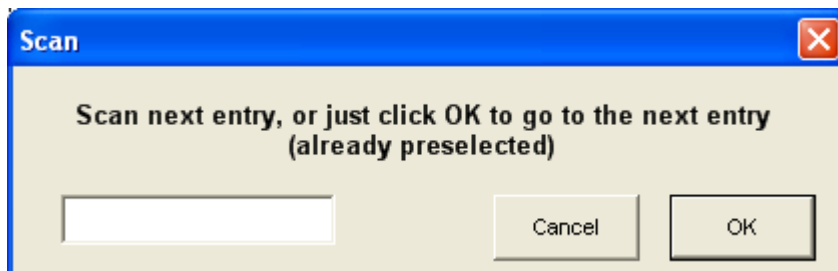 Scan
Scan next entry, or just click OK to go to the next entry
(already preselected)
Cancel OK